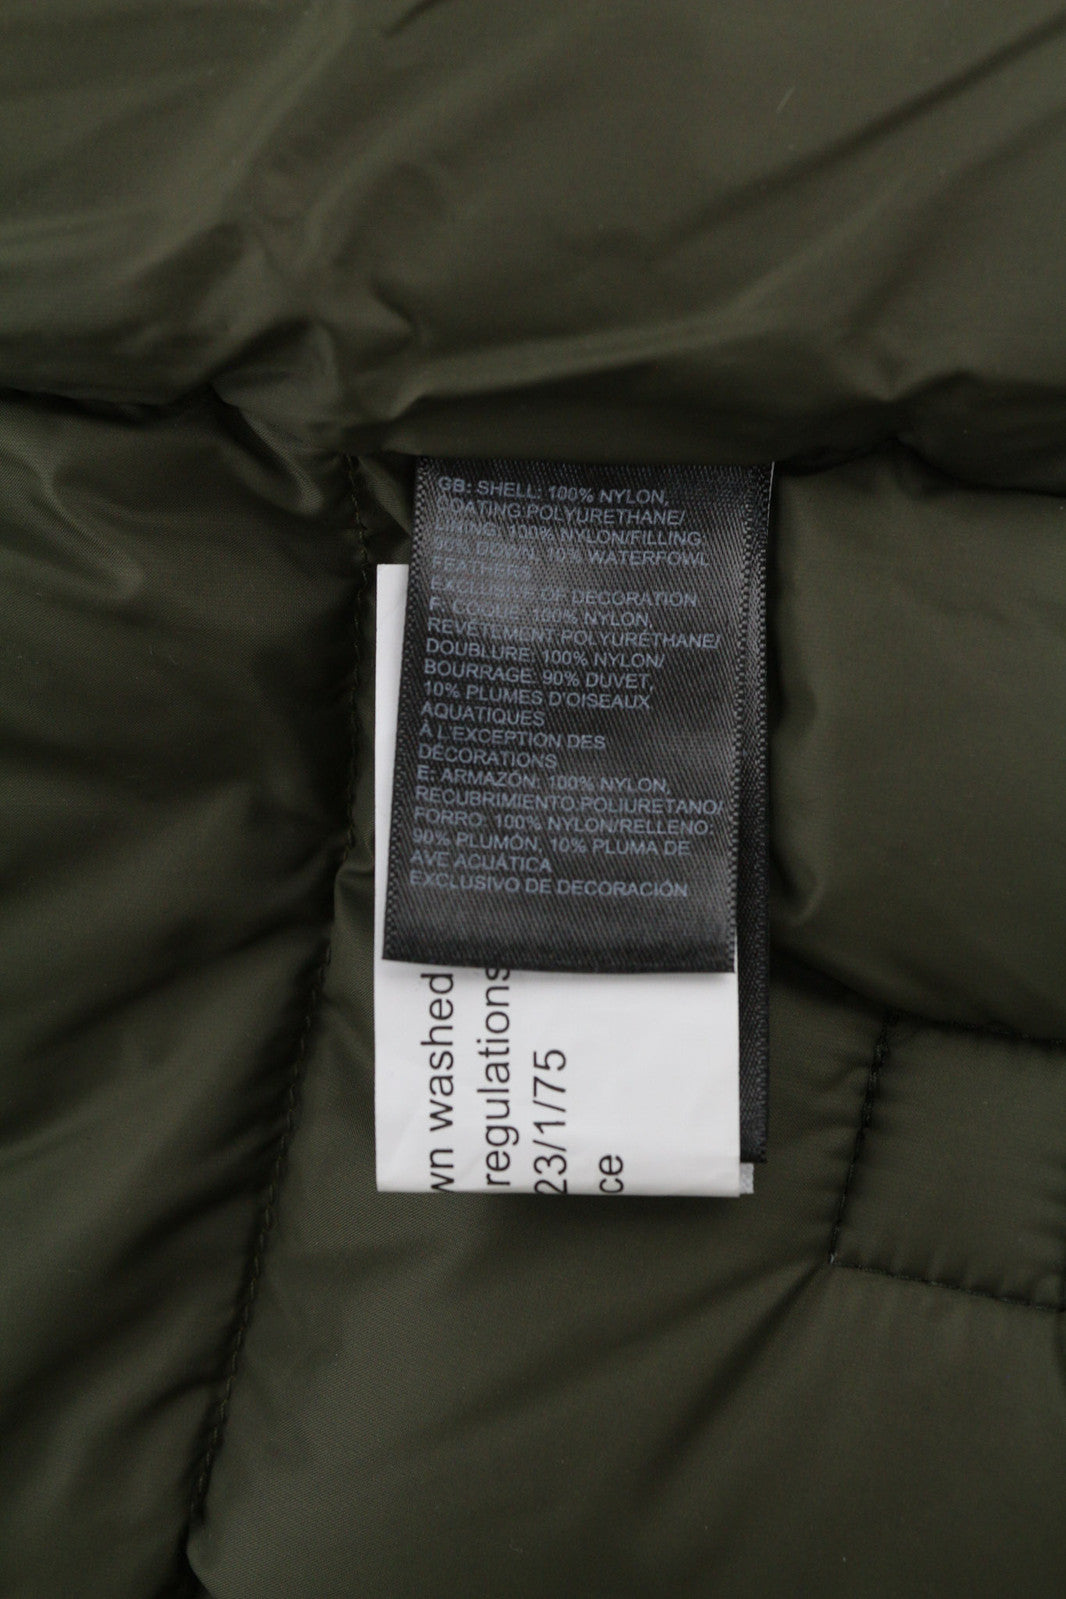 GB: SHELL: 100% NYLON,
COATING:POLYURETHANE/
LINING: 100% NYLON/FILLING
90% DOWN, 10% WATERFOWL
FEATHERS
EXCLUSIVE OF DECORATION
F: COQUE: 100% NYLON,
REVÊTEMENT:POLYURÉTHANE/
DOUBLURE: 100% NYLON/
BOURRAGE: 90% DUVET,
10% PLUMES D'OISEAUX
AQUATIQUES
À L'EXCEPTION DES
DÉCORATIONS
E: ARMAZÓN: 100% NYLON,
RECUBRIMIENTO:POLIURETANO/
FORRO: 100% NYLON/RELLENO:
90% PLUMÓN, 10% PLUMA DE
AVE ACUÁTICA
EXCLUSIVO DE DECORACIÓN
wn washed
regulations
23/1/75
ce